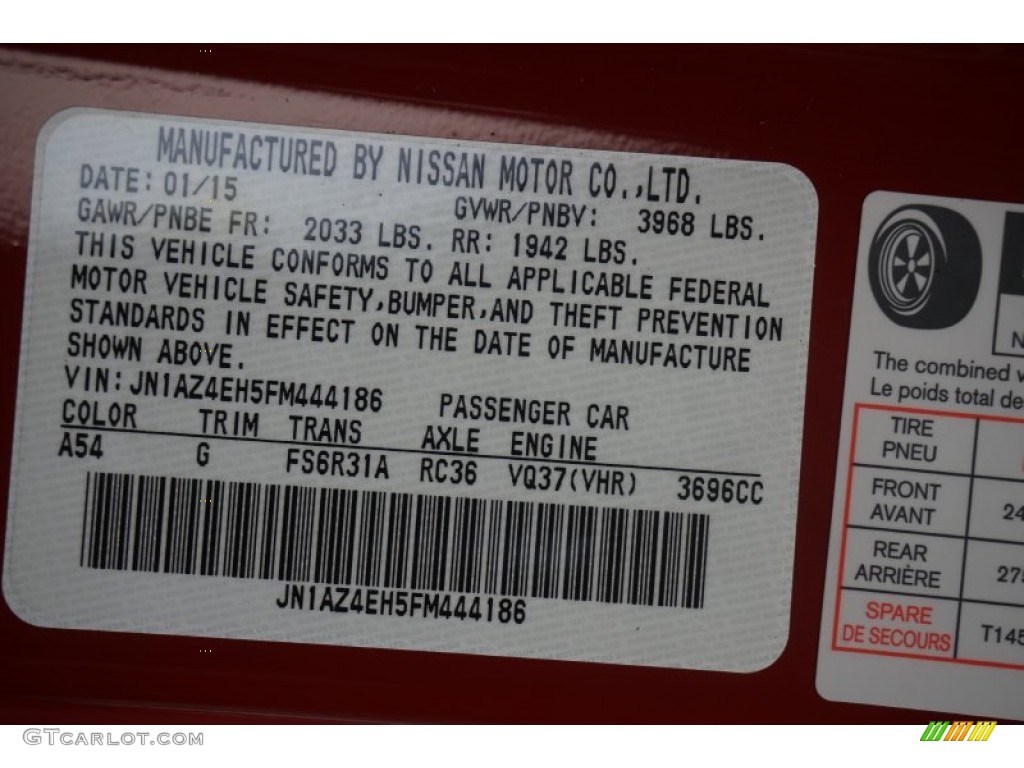 MANUFACTURED BY NISSAN MOTOR CO.,LTD.
DATE: 01/15
GVWR/PNBV: 3968 LBS.
GAWR/PNBE FR: 2033 LBS. RR: 1942 LBS.
THIS VEHICLE CONFORMS TO ALL APPLICABLE FEDERAL
MOTOR VEHICLE SAFETY,BUMPER,AND THEFT PREVENTION
STANDARDS IN EFFECT ON THE DATE OF MANUFACTURE
SHOWN ABOVE.
VIN: JN1AZ4EH5FM444186 PASSENGER CAR
COLOR TRIM TRANS AXLE ENGINE
A54 G FS6R31A RC36 VQ37(VHR) 3696CC
JN1AZ4EH5FM444186
The combined
Le poids total de
TIRE
PNEU
FRONT
AVANT
24
REAR
ARRIÈRE
275
SPARE
DE SECOURS
T145
GTCARLOT.COM